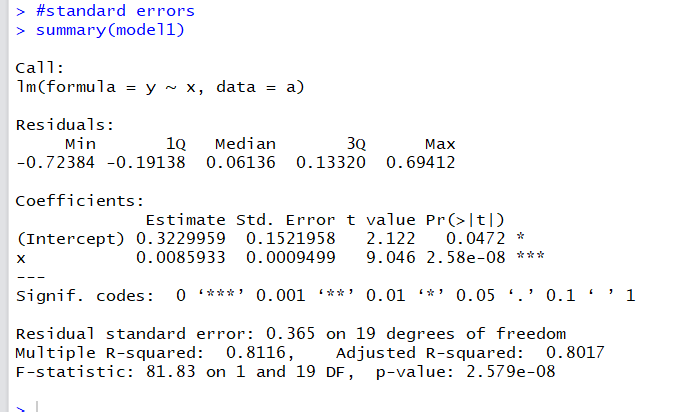 > #standard errors
> summary(model1)
Call:
lm(formula = y ~ x, data = a)
Residuals:
Min 1Q Median 3Q Max
-0.72384 -0.19138 0.06136 0.13320 0.69412
Coefficients:
Estimate Std. Error t value Pr(>|t|)
(Intercept) 0.3229959 0.1521958 2.122 0.0472 *
x 0.0085933 0.0009499 9.046 2.58e-08 ***
---
Signif. codes: 0 ‘***’ 0.001 ‘**’ 0.01 ‘*’ 0.05 ‘.’ 0.1 ‘ ’ 1
Residual standard error: 0.365 on 19 degrees of freedom
Multiple R-squared: 0.8116, Adjusted R-squared: 0.8017
F-statistic: 81.83 on 1 and 19 DF, p-value: 2.579e-08
>